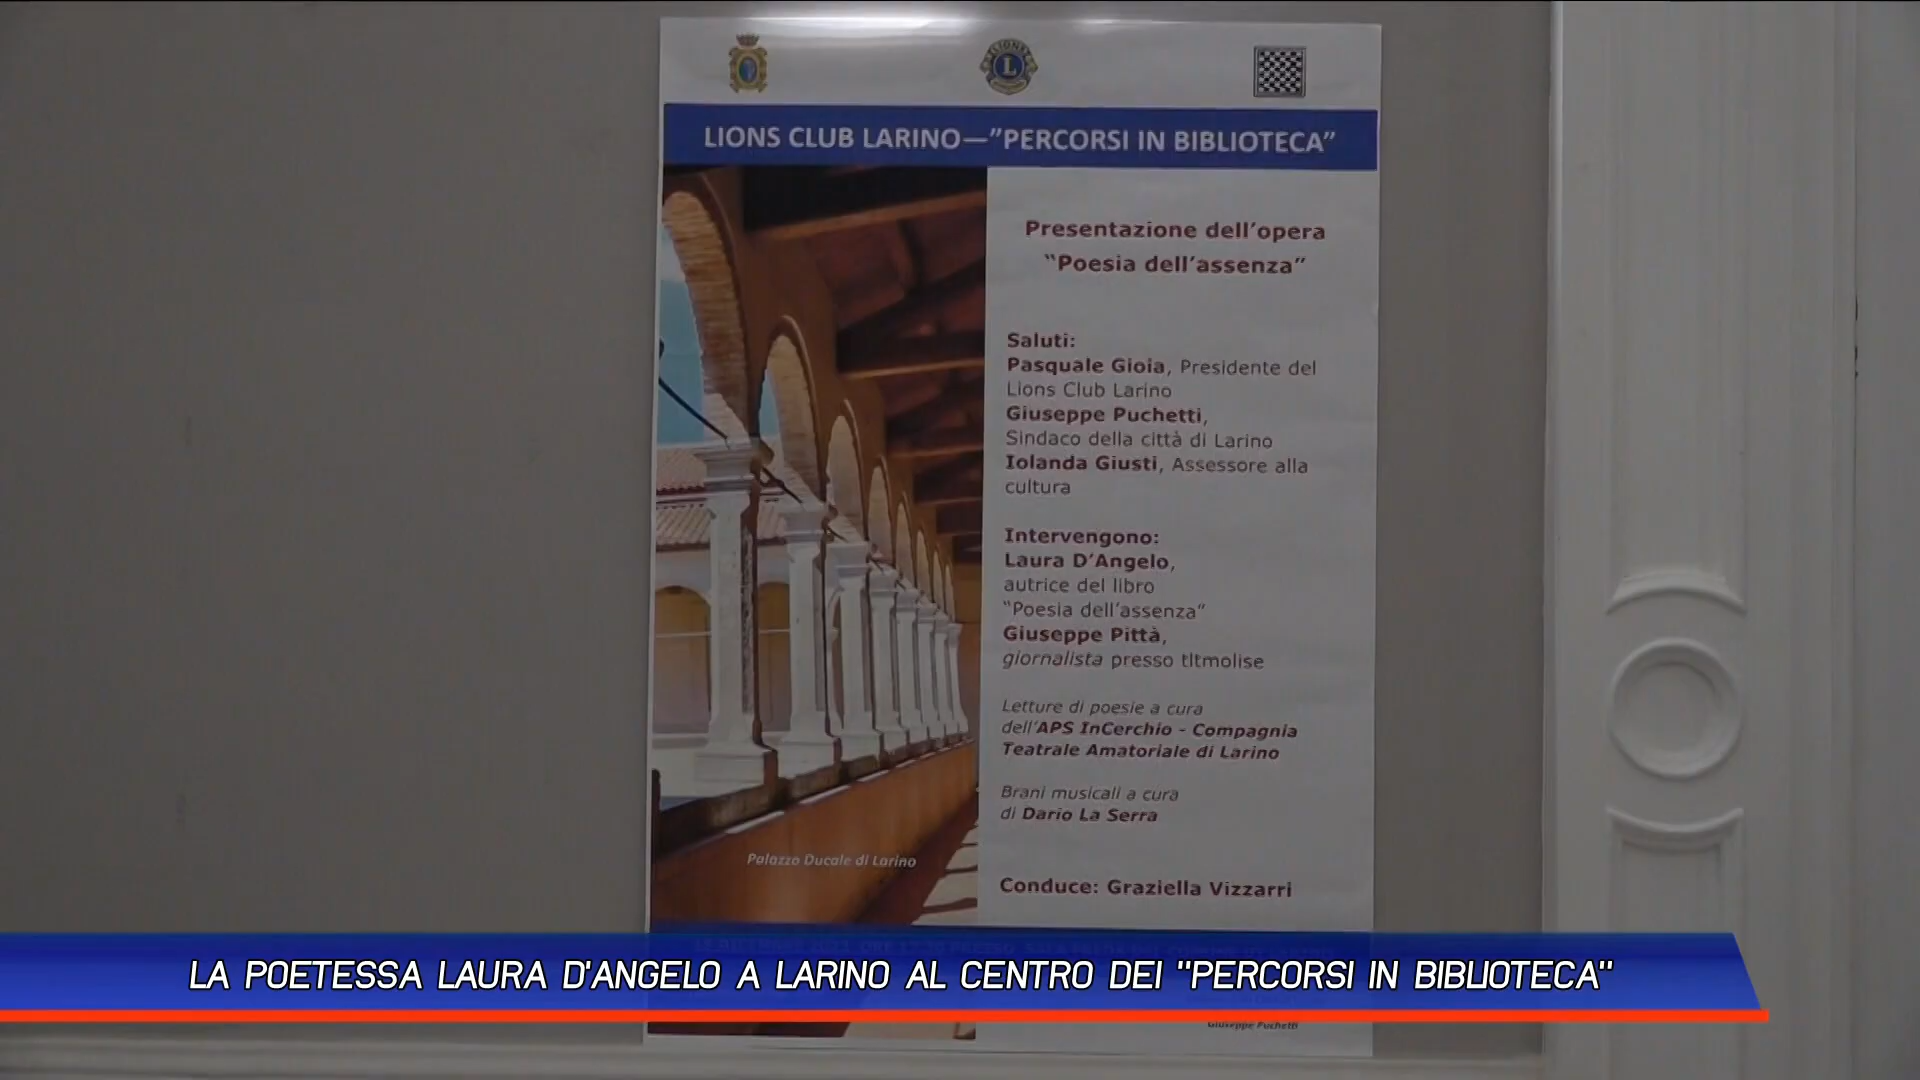 LIONS
L
LIONS CLUB LARINO—"PERCORSI IN BIBLIOTECA"
Presentazione dell'opera
"Poesia dell'assenza"
Saluti:
Pasquale Gioia, Presidente del
Lions Club Larino
Giuseppe Puchetti,
Sindaco della città di Larino
Iolanda Giusti, Assessore alla
cultura
Intervengono:
Laura D'Angelo,
autrice del libro
"Poesia dell'assenza"
Giuseppe Pittà,
giornalista presso tltmolise
Letture di poesie a cura
dell'APS InCerchio - Compagnia
Teatrale Amatoriale di Larino
Brani musicali a cura
di Dario La Serra
Conduce: Graziella Vizzarri
Palazzo Ducale di Larino
LA POETESSA LAURA D'ANGELO A LARINO AL CENTRO DEI "PERCORSI IN BIBLIOTECA"
Giuseppe Puchetti